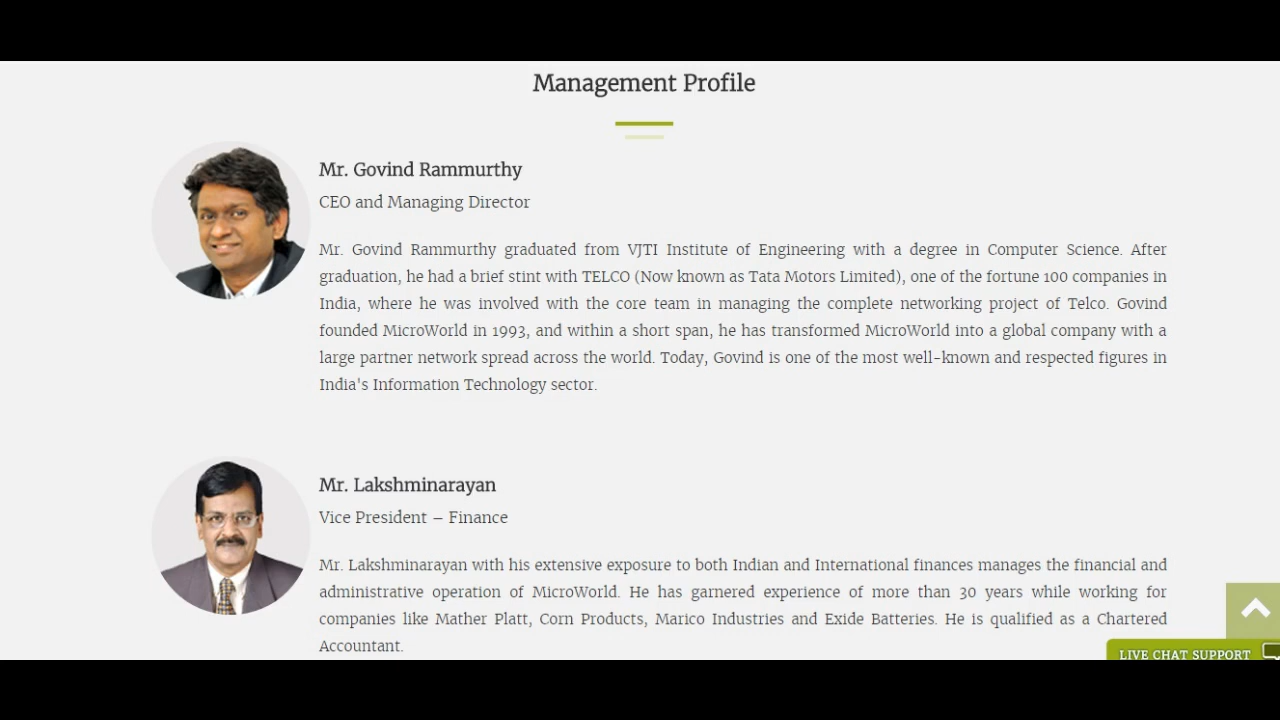 Management Profile
Mr. Govind Rammurthy
CEO and Managing Director
Mr. Govind Rammurthy graduated from VJTI Institute of Engineering with a degree in Computer Science. After
graduation, he had a brief stint with TELCO (Now known as Tata Motors Limited), one of the fortune 100 companies in
India, where he was involved with the core team in managing the complete networking project of Telco. Govind
founded MicroWorld in 1993, and within a short span, he has transformed MicroWorld into a global company with a
large partner network spread across the world. Today, Govind is one of the most well-known and respected figures in
India's Information Technology sector.
Mr. Lakshminarayan
Vice President – Finance
Mr. Lakshminarayan with his extensive exposure to both Indian and International finances manages the financial and
administrative operation of MicroWorld. He has garnered experience of more than 30 years while working for
companies like Mather Platt, Corn Products, Marico Industries and Exide Batteries. He is qualified as a Chartered
Accountant.
LIVE CHAT SUPPORT